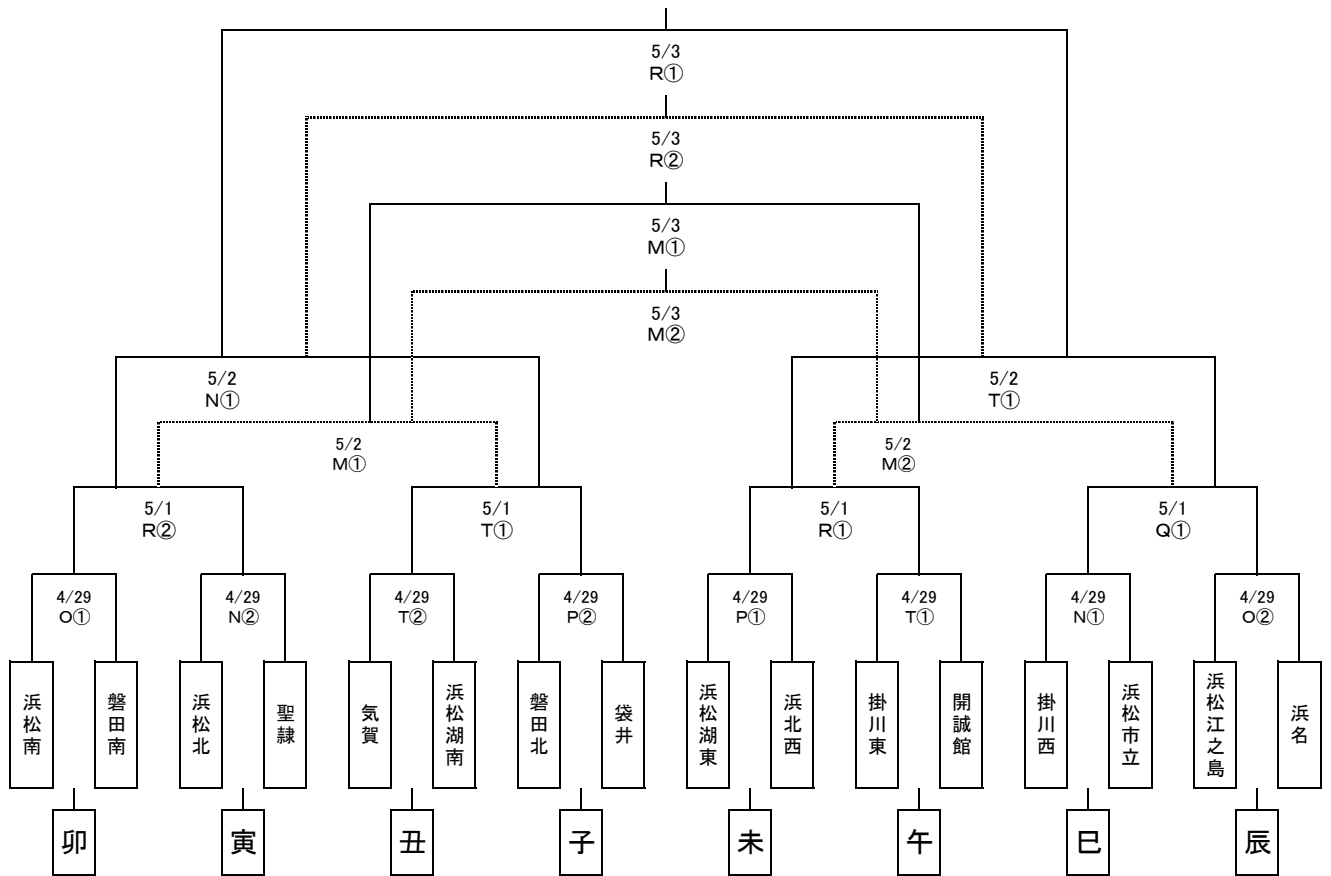 5/3
R①
5/3
R②
5/3
M①
5/3
M②
5/2
N①
5/2
T①
5/2
M①
5/2
M②
5/1
R②
5/1
T①
5/1
R①
5/1
Q①
4/29
O①
4/29
N②
4/29
T②
4/29
P②
4/29
P①
4/29
T①
4/29
N①
4/29
O②
浜松南
磐田南
浜松北
聖隷
気賀
浜松湖南
磐田北
袋井
浜松湖東
浜北西
掛川東
開誠館
掛川西
浜松市立
浜松江之島
浜名
卯
寅
丑
子
未
午
巳
辰